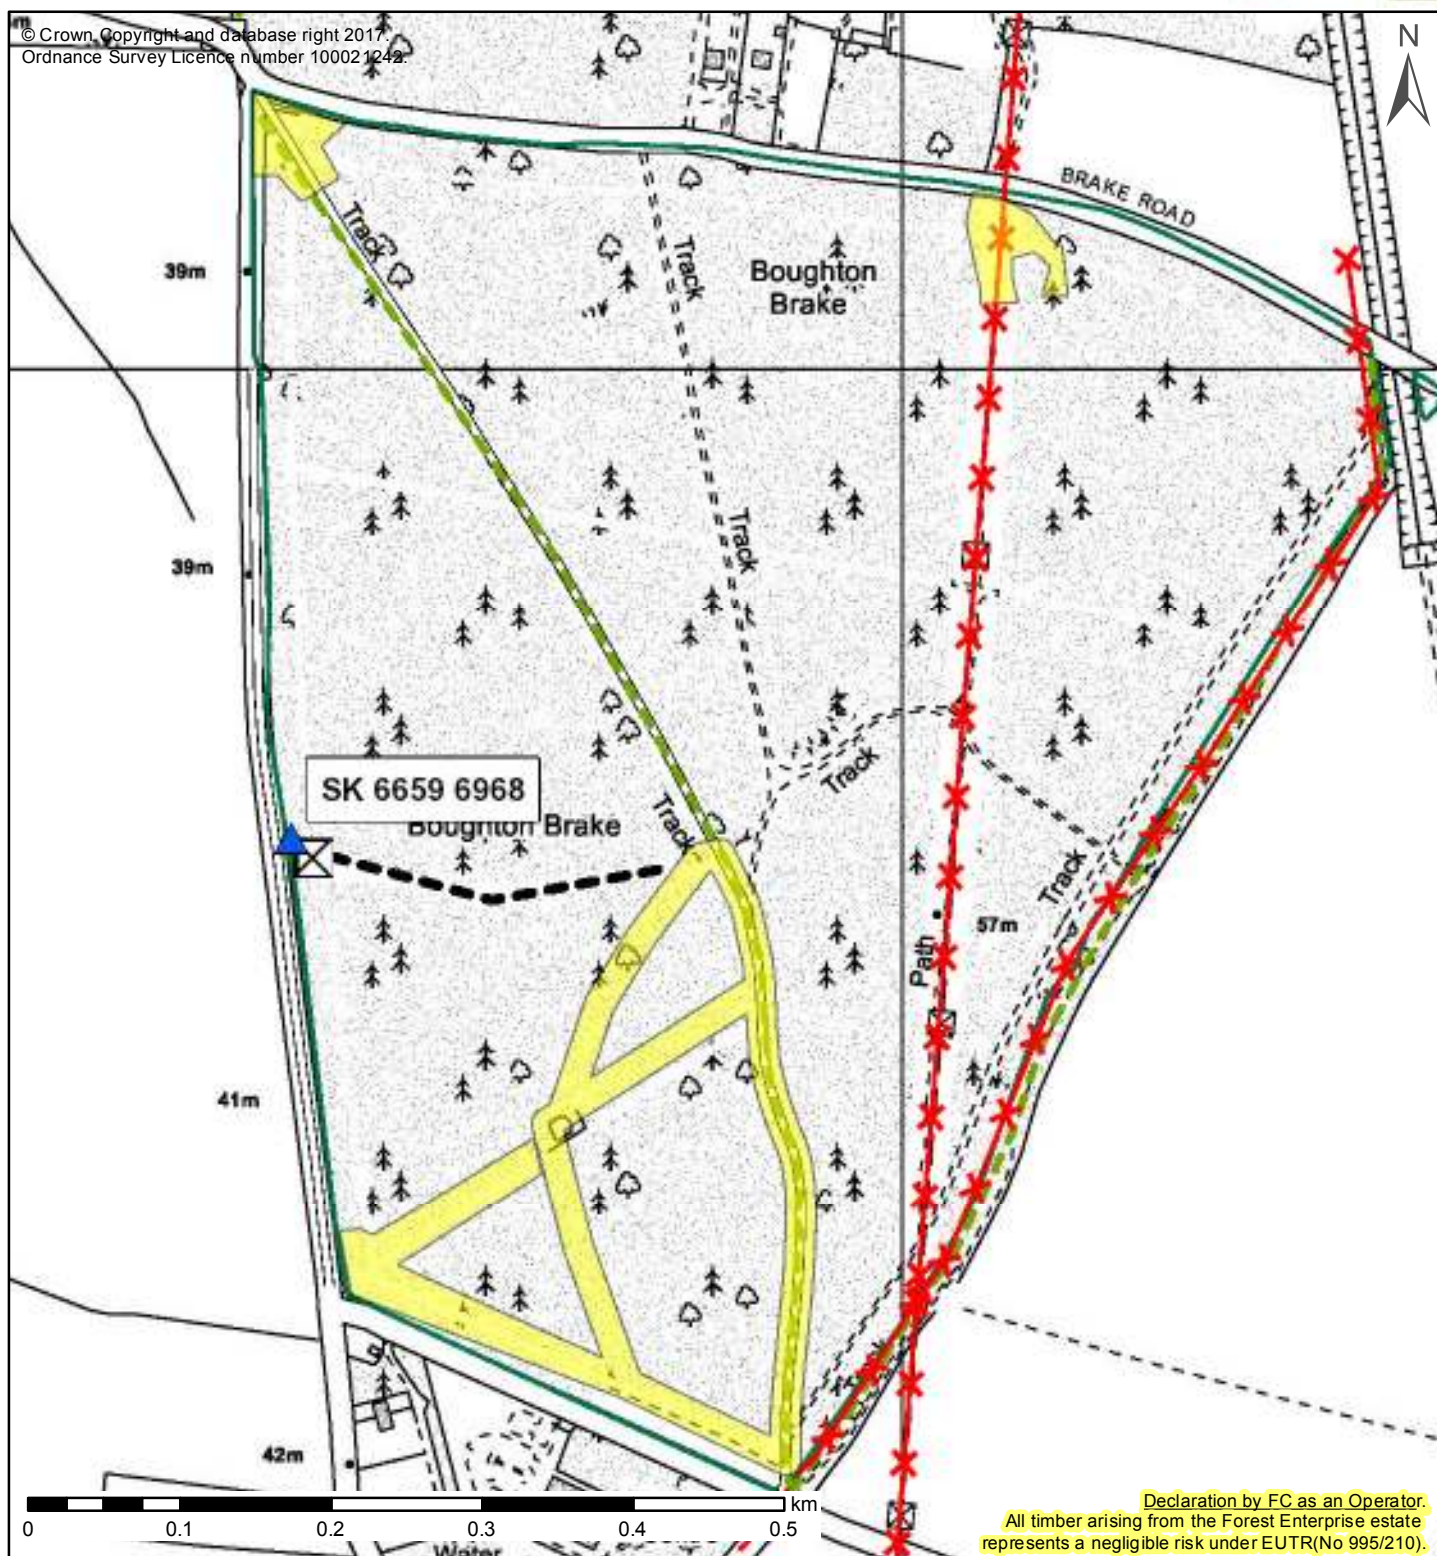 © Crown Copyright and database right 2017.
Ordnance Survey Licence number 100021242.
N
BRAKE ROAD
Track
Track
39m
Boughton
Brake
Track
39m
SK 6659 6968
Boughton Brake
Track
Track
Track
57m
Path
41m
42m
km
0 0.1 0.2 0.3 0.4 0.5
Water
Declaration by FC as an Operator.
All timber arising from the Forest Enterprise estate
represents a negligible risk under EUTR(No 995/210).